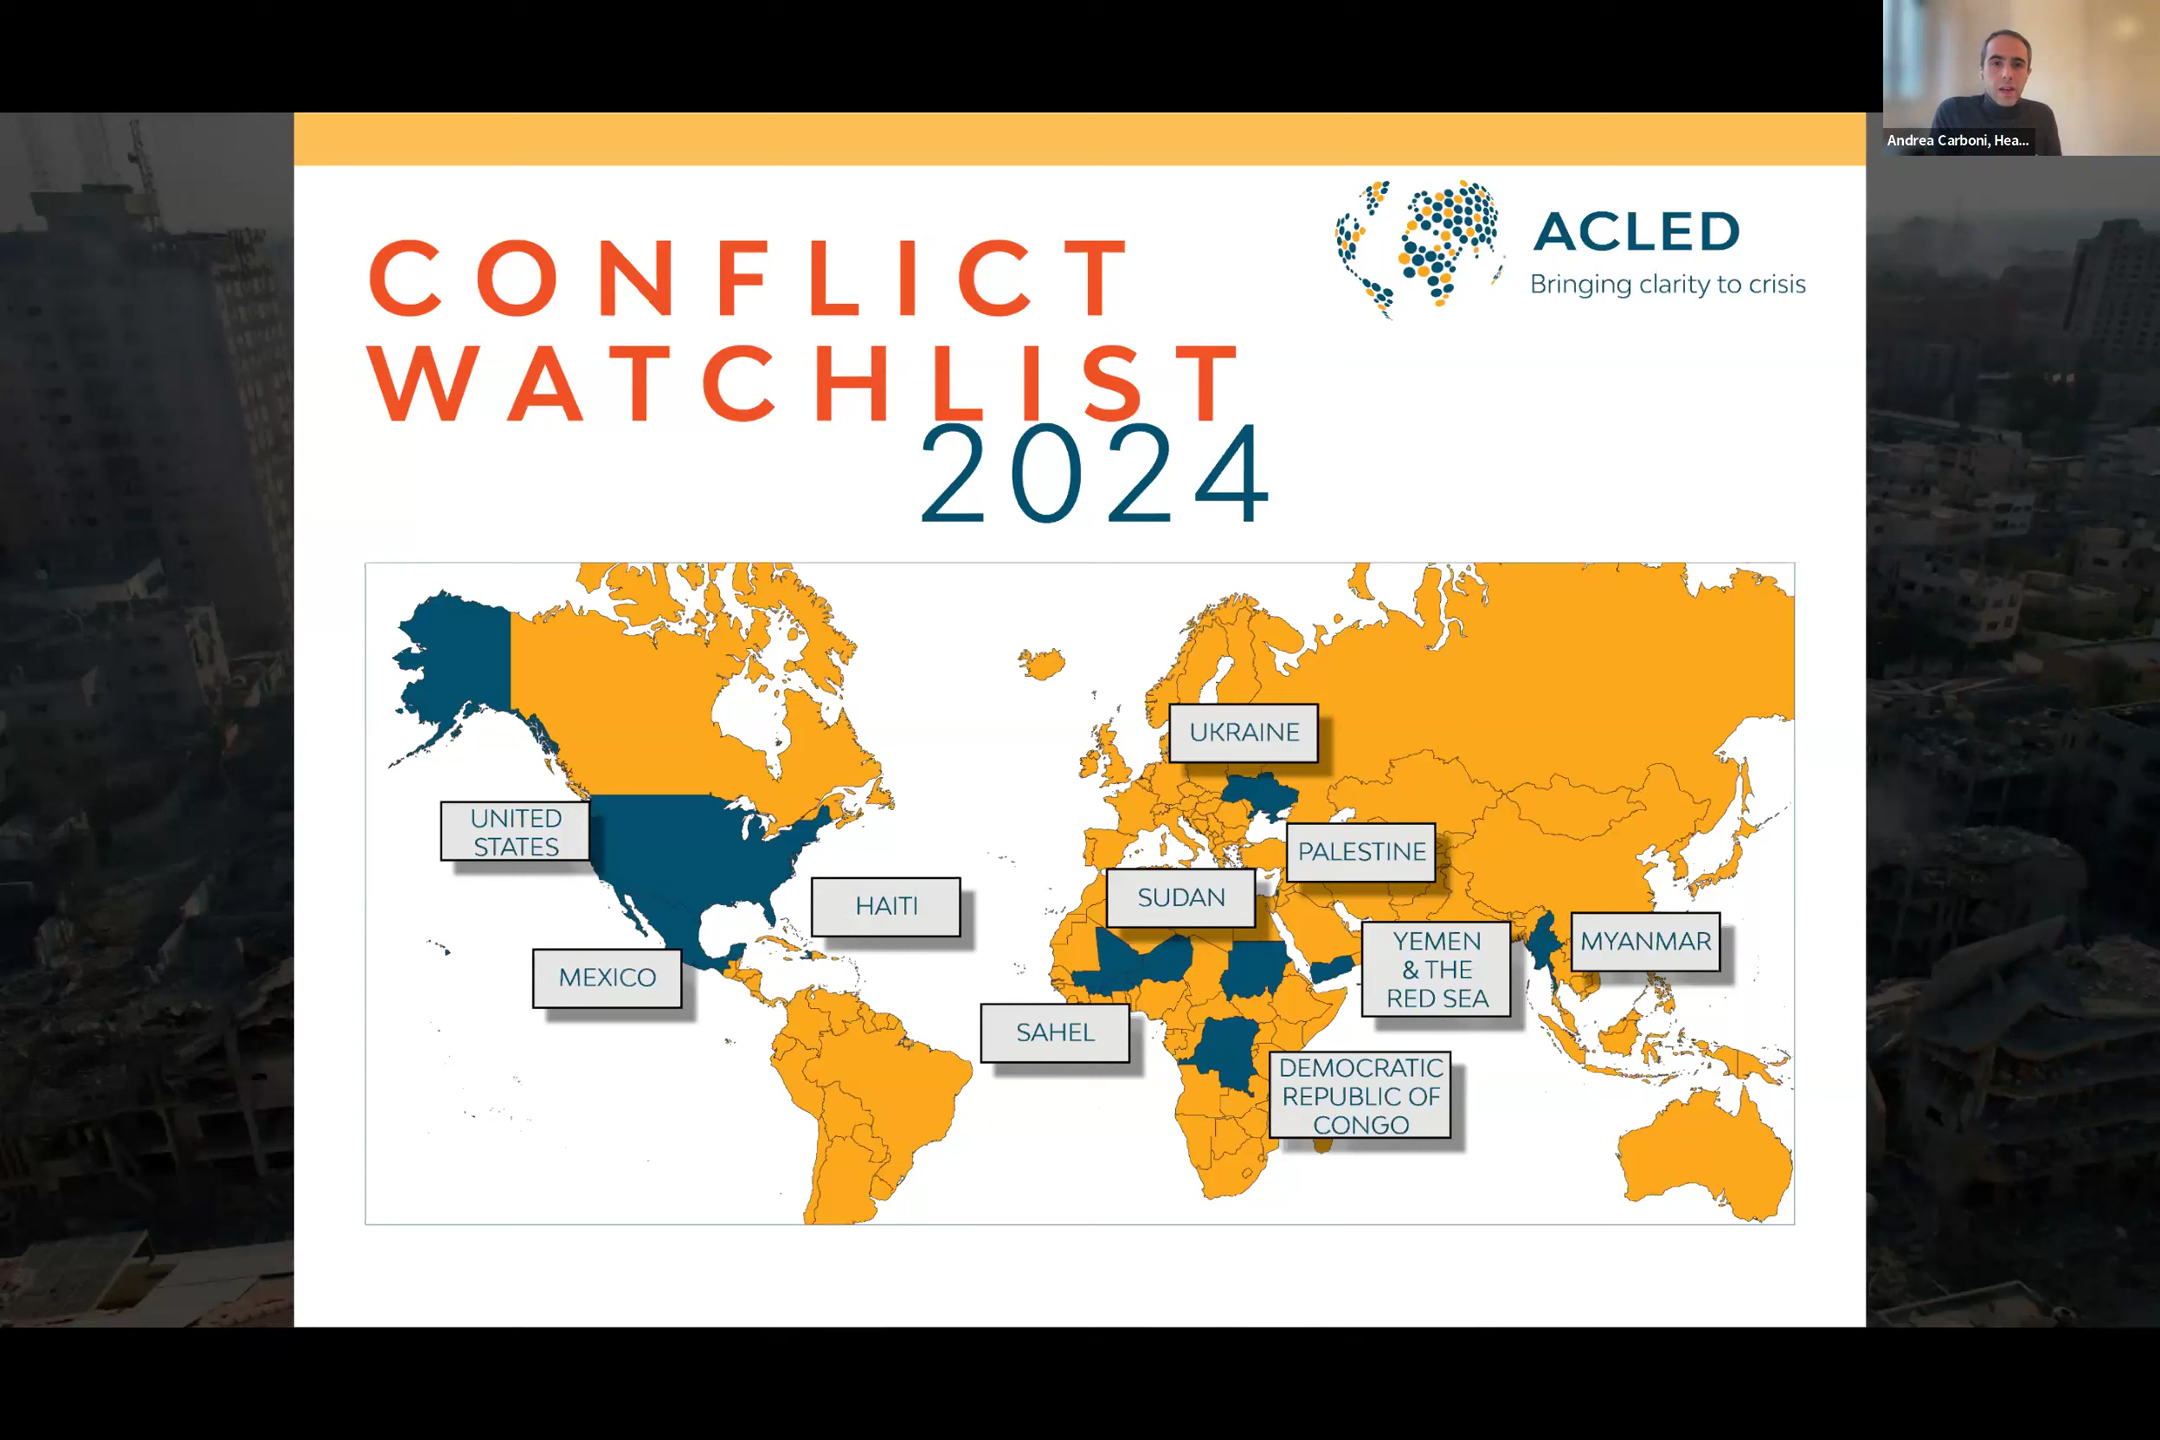 Andrea Carboni, Hea...
CONFLICT
WATCHLIST
2024
ACLED
Bringing clarity to crisis
UKRAINE
UNITED
STATES
PALESTINE
SUDAN
HAITI
YEMEN
& THE
RED SEA
MYANMAR
MEXICO
SAHEL
DEMOCRATIC
REPUBLIC OF
CONGO